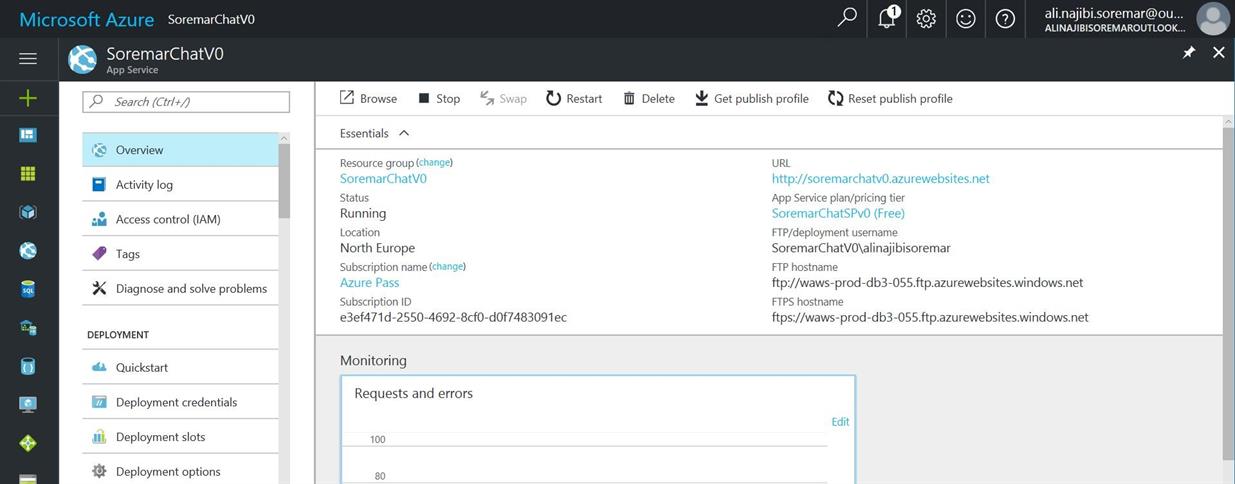 Microsoft Azure SoremarChatV0
1
ali.najibi.soremar@ou...
ALINAJIBISOREMAROUTLOOK...
SoremarChatV0
App Service
Search (Ctrl+/)
Overview
Activity log
Access control (IAM)
Tags
Diagnose and solve problems
DEPLOYMENT
Quickstart
Deployment credentials
Deployment slots
Deployment options
Browse Stop Swap Restart Delete Get publish profile Reset publish profile
Essentials
Resource group (change)
SoremarChatV0
Status
Running
Location
North Europe
Subscription name (change)
Azure Pass
Subscription ID
e3ef471d-2550-4692-8cf0-d0f7483091ec
URL
http://soremarchatv0.azurewebsites.net
App Service plan/pricing tier
SoremarChatSPv0 (Free)
FTP/deployment username
SoremarChatV0\alinajibisoremar
FTP hostname
ftp://waws-prod-db3-055.ftp.azurewebsites.windows.net
FTPS hostname
ftps://waws-prod-db3-055.ftp.azurewebsites.windows.net
Monitoring
Requests and errors
Edit
100
80
SQL